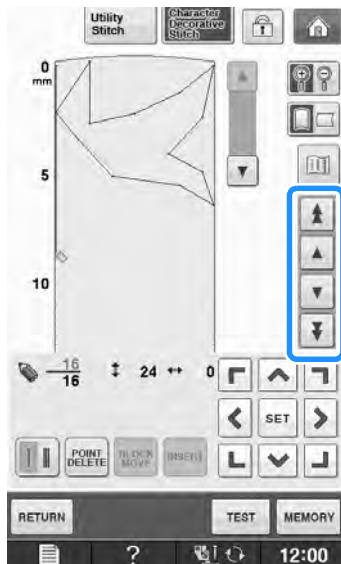 Utility
Stitch
Character
Decorative
Stitch
0
mm
5
10
16
16
24
0
SET
POINT
DELETE
BLOCK
MOVE
INSERT
RETURN
TEST
MEMORY
?
12:00